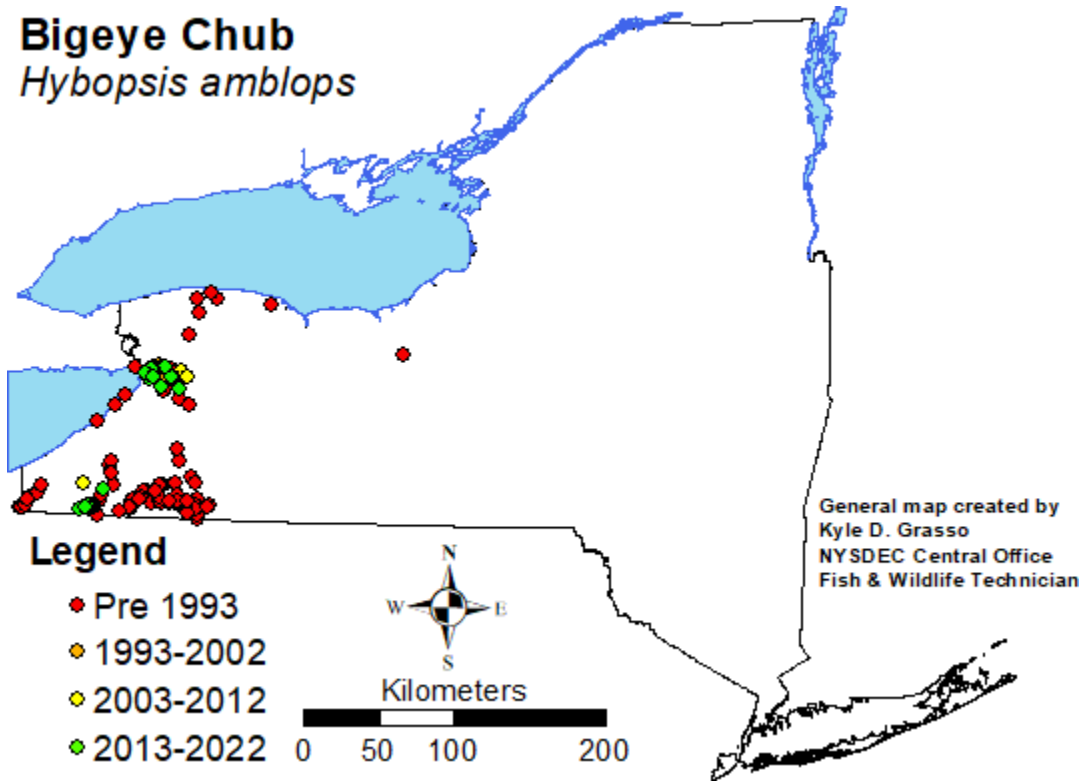 Bigeye Chub
Hybopsis amblops
General map created by
Kyle D. Grasso
NYSDEC Central Office
Fish & Wildlife Technician
Legend
Pre 1993
1993-2002
2003-2012
2013-2022
N
W E
S
Kilometers
0 50 100 200